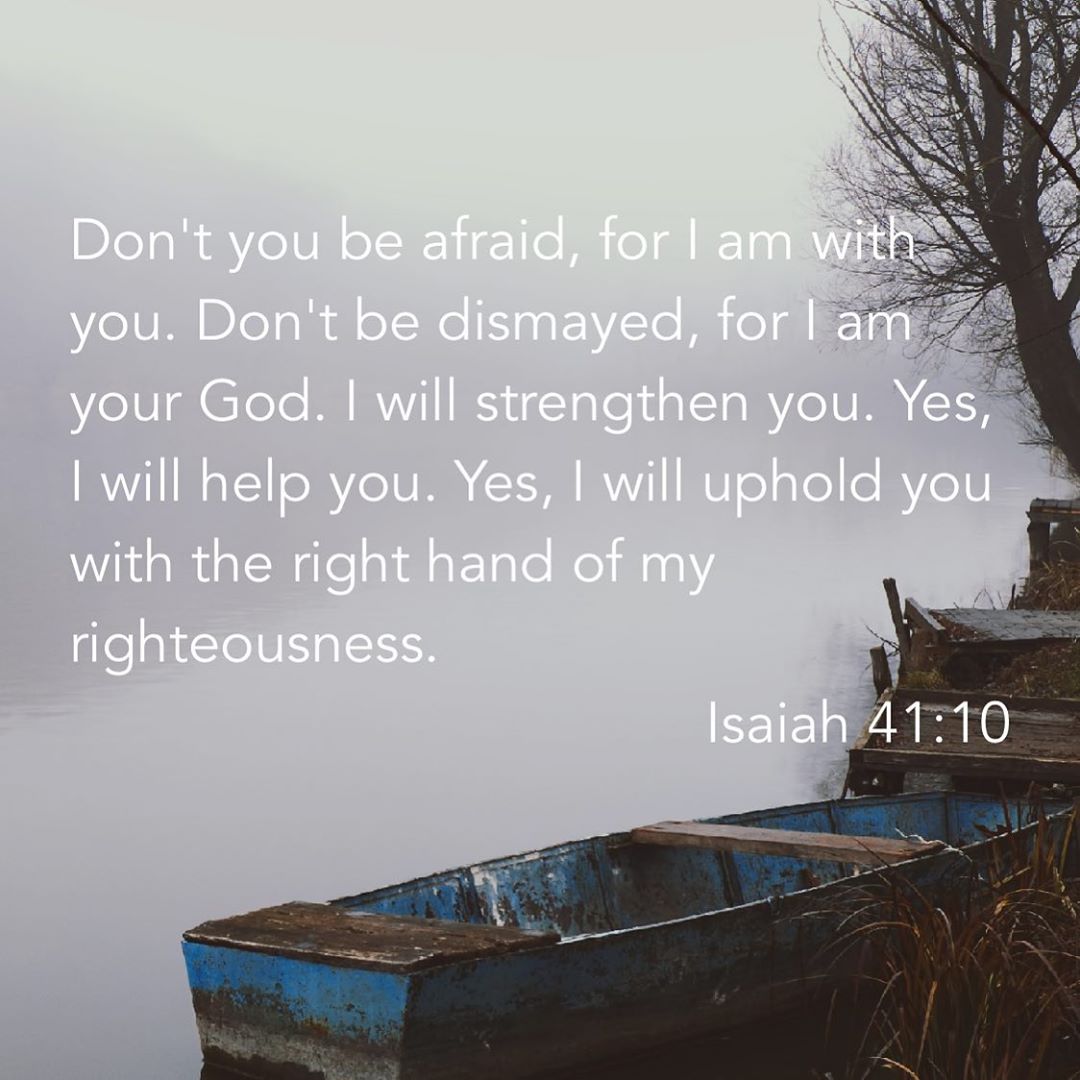 Don't you be afraid, for I am with
you. Don't be dismayed, for I am
your God. I will strengthen you. Yes,
I will help you. Yes, I will uphold you
with the right hand of my
righteousness.
Isaiah 41:10